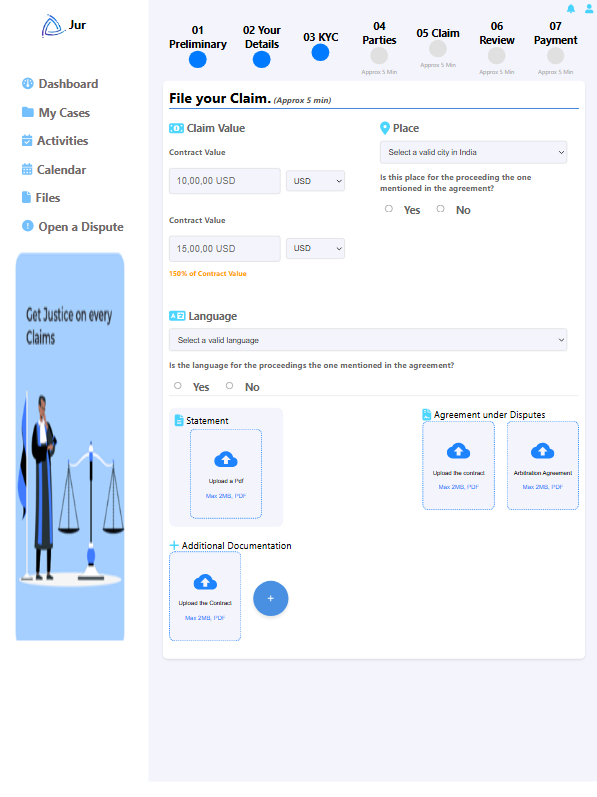 Jur
Dashboard
My Cases
Activities
Calendar
Files
Open a Dispute
Get Justice on every
Claims
01
Preliminary
02 Your
Details
03 KYC
04
Parties
Approx 5 Min
05 Claim
Approx 5 Min
06
Review
Approx 5 Min
07
Payment
Approx 5 Min
File your Claim. (Approx 5 min)
Claim Value
Contract Value
10,00,00 USD
USD
Contract Value
15,00,00 USD
USD
150% of Contract Value
Place
Select a valid city in India
Is this place for the proceeding the one
mentioned in the agreement?
Yes No
Language
Select a valid language
Is the language for the proceedings the one mentioned in the agreement?
Yes No
Statement
Upload a Pdf
Max 2MB, PDF
Agreement under Disputes
Upload the contract
Max 2MB, PDF
Arbitration Agreement
Max 2MB, PDF
Additional Documentation
Upload the Contract
Max 2MB, PDF
+